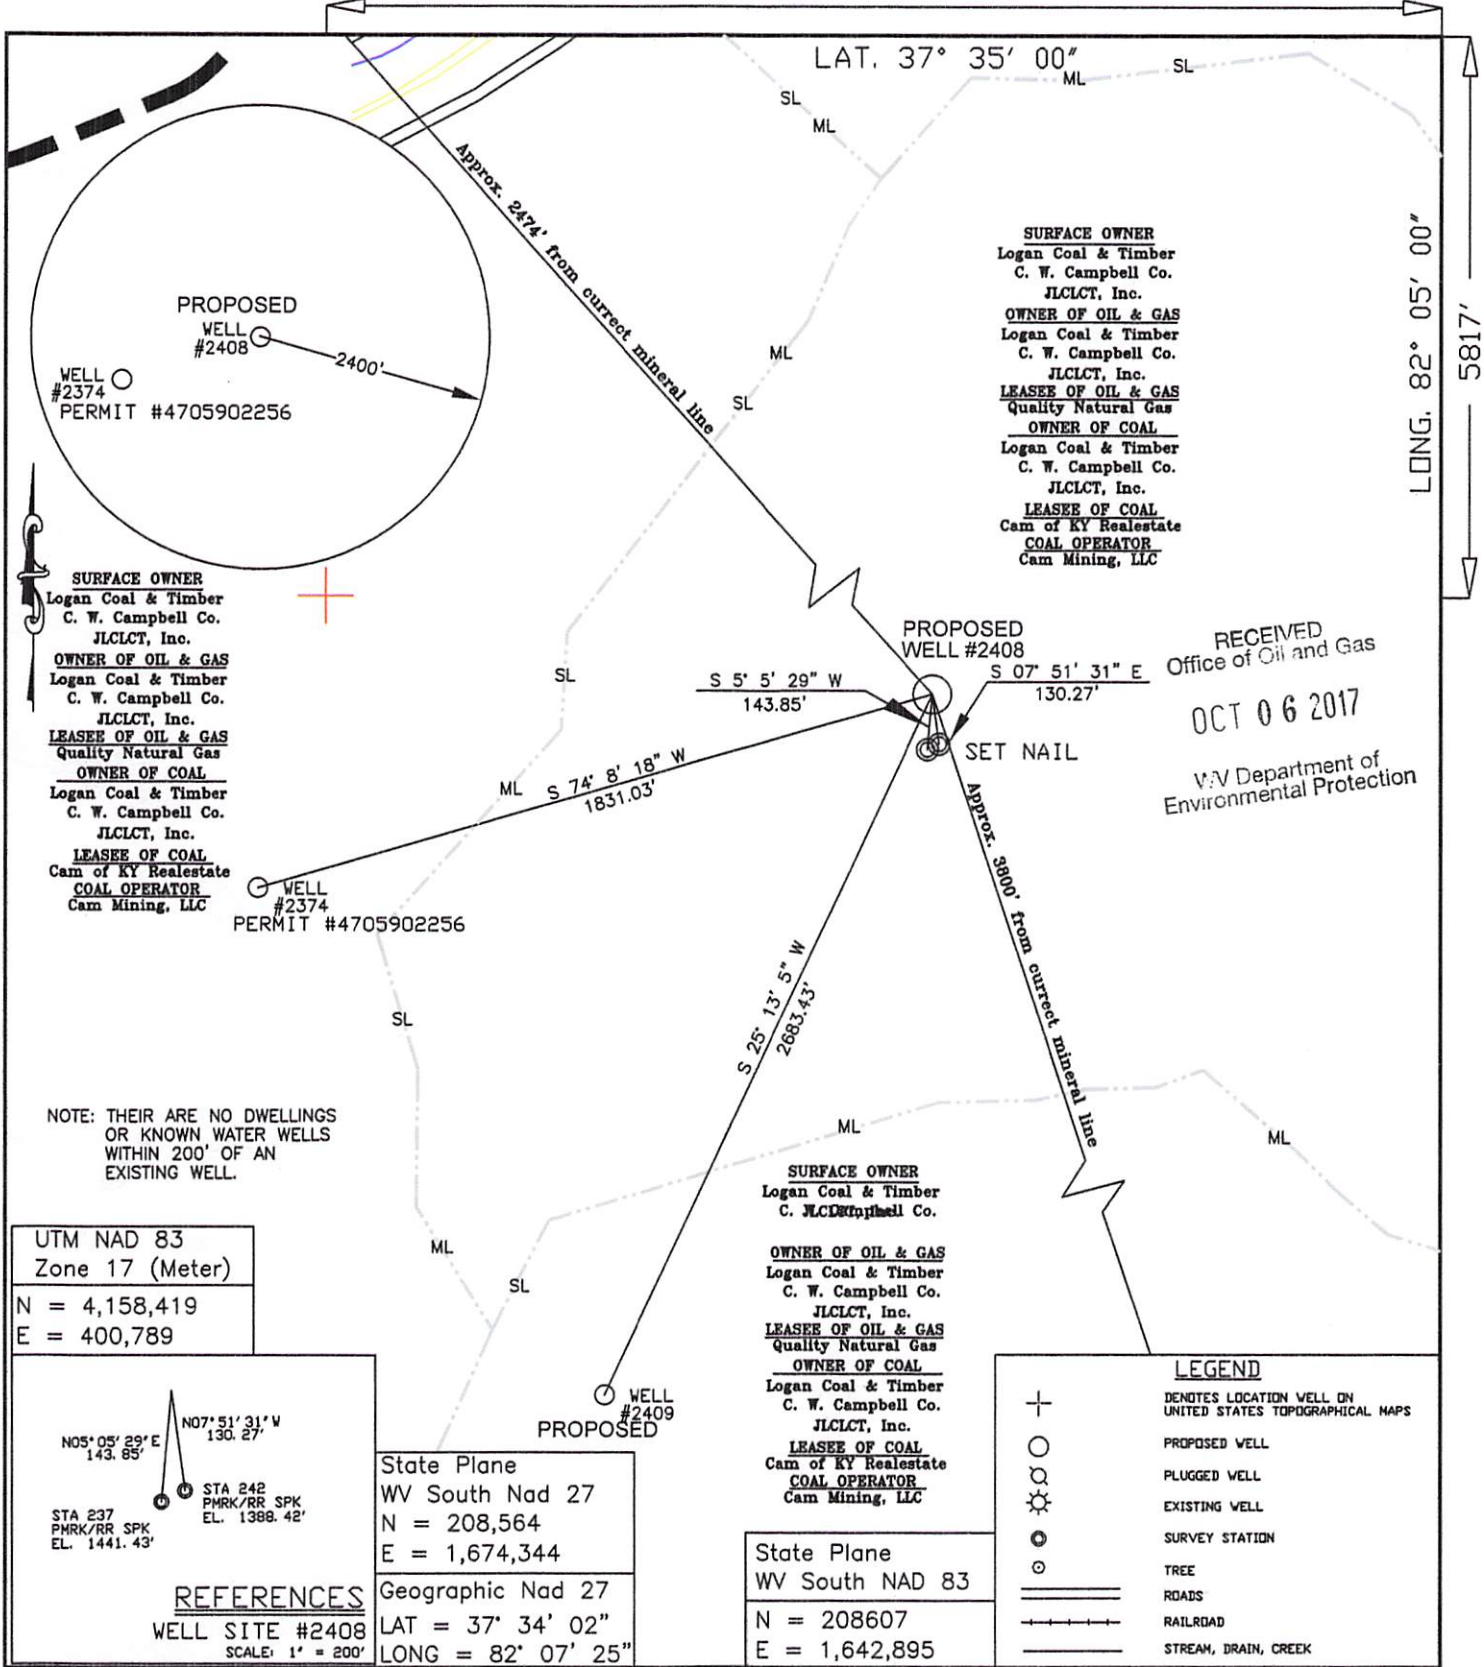 LAT. 37° 35' 00"
ML
SL
SL
ML
LONG. 82° 05' 00"
5817'
Approx. 2474' from currect mineral line
PROPOSED
WELL
#2408
2400'
WELL
#2374
PERMIT #4705902256
ML
SL
SURFACE OWNER
Logan Coal & Timber
C. W. Campbell Co.
JLCLCT, Inc.
OWNER OF OIL & GAS
Logan Coal & Timber
C. W. Campbell Co.
JLCLCT, Inc.
LEASEE OF OIL & GAS
Quality Natural Gas
OWNER OF COAL
Logan Coal & Timber
C. W. Campbell Co.
JLCLCT, Inc.
LEASEE OF COAL
Cam of KY Realestate
COAL OPERATOR
Cam Mining, LLC
SURFACE OWNER
Logan Coal & Timber
C. W. Campbell Co.
JLCLCT, Inc.
OWNER OF OIL & GAS
Logan Coal & Timber
C. W. Campbell Co.
JLCLCT, Inc.
LEASEE OF OIL & GAS
Quality Natural Gas
OWNER OF COAL
Logan Coal & Timber
C. W. Campbell Co.
JLCLCT, Inc.
LEASEE OF COAL
Cam of KY Realestate
COAL OPERATOR
Cam Mining, LLC
PROPOSED
WELL #2408
S 5° 5' 29" W
143.85'
S 07° 51' 31" E
130.27'
SET NAIL
RECEIVED
Office of Oil and Gas
OCT 06 2017
WV Department of
Environmental Protection
SL
ML
S 74° 8' 18" W
1831.03'
WELL
#2374
PERMIT #4705902256
Approx. 3800' from currect mineral line
S 25° 13' 5" W
2683.43'
SL
NOTE: THEIR ARE NO DWELLINGS
OR KNOWN WATER WELLS
WITHIN 200' OF AN
EXISTING WELL.
ML
ML
SURFACE OWNER
Logan Coal & Timber
C. Co.
OWNER OF OIL & GAS
Logan Coal & Timber
C. W. Campbell Co.
JLCLCT, Inc.
LEASEE OF OIL & GAS
Quality Natural Gas
OWNER OF COAL
Logan Coal & Timber
C. W. Campbell Co.
JLCLCT, Inc.
LEASEE OF COAL
Cam of KY Realestate
COAL OPERATOR
Cam Mining, LLC
ML
SL
WELL
#2409
PROPOSED
UTM NAD 83
Zone 17 (Meter)
N = 4,158,419
E = 400,789
N05°05'29"E
143.85'
N07°51'31"W
130.27'
STA 237
PMRK/RR SPK
EL. 1441.43'
STA 242
PMRK/RR SPK
EL. 1388.42'
REFERENCES
WELL SITE #2408
SCALE: 1" = 200'
State Plane
WV South Nad 27
N = 208,564
E = 1,674,344
Geographic Nad 27
LAT = 37° 34' 02"
LONG = 82° 07' 25"
State Plane
WV South NAD 83
N = 208607
E = 1,642,895
LEGEND
DENOTES LOCATION WELL ON
UNITED STATES TOPOGRAPHICAL MAPS
PROPOSED WELL
PLUGGED WELL
EXISTING WELL
SURVEY STATION
TREE
ROADS
RAILROAD
STREAM, DRAIN, CREEK